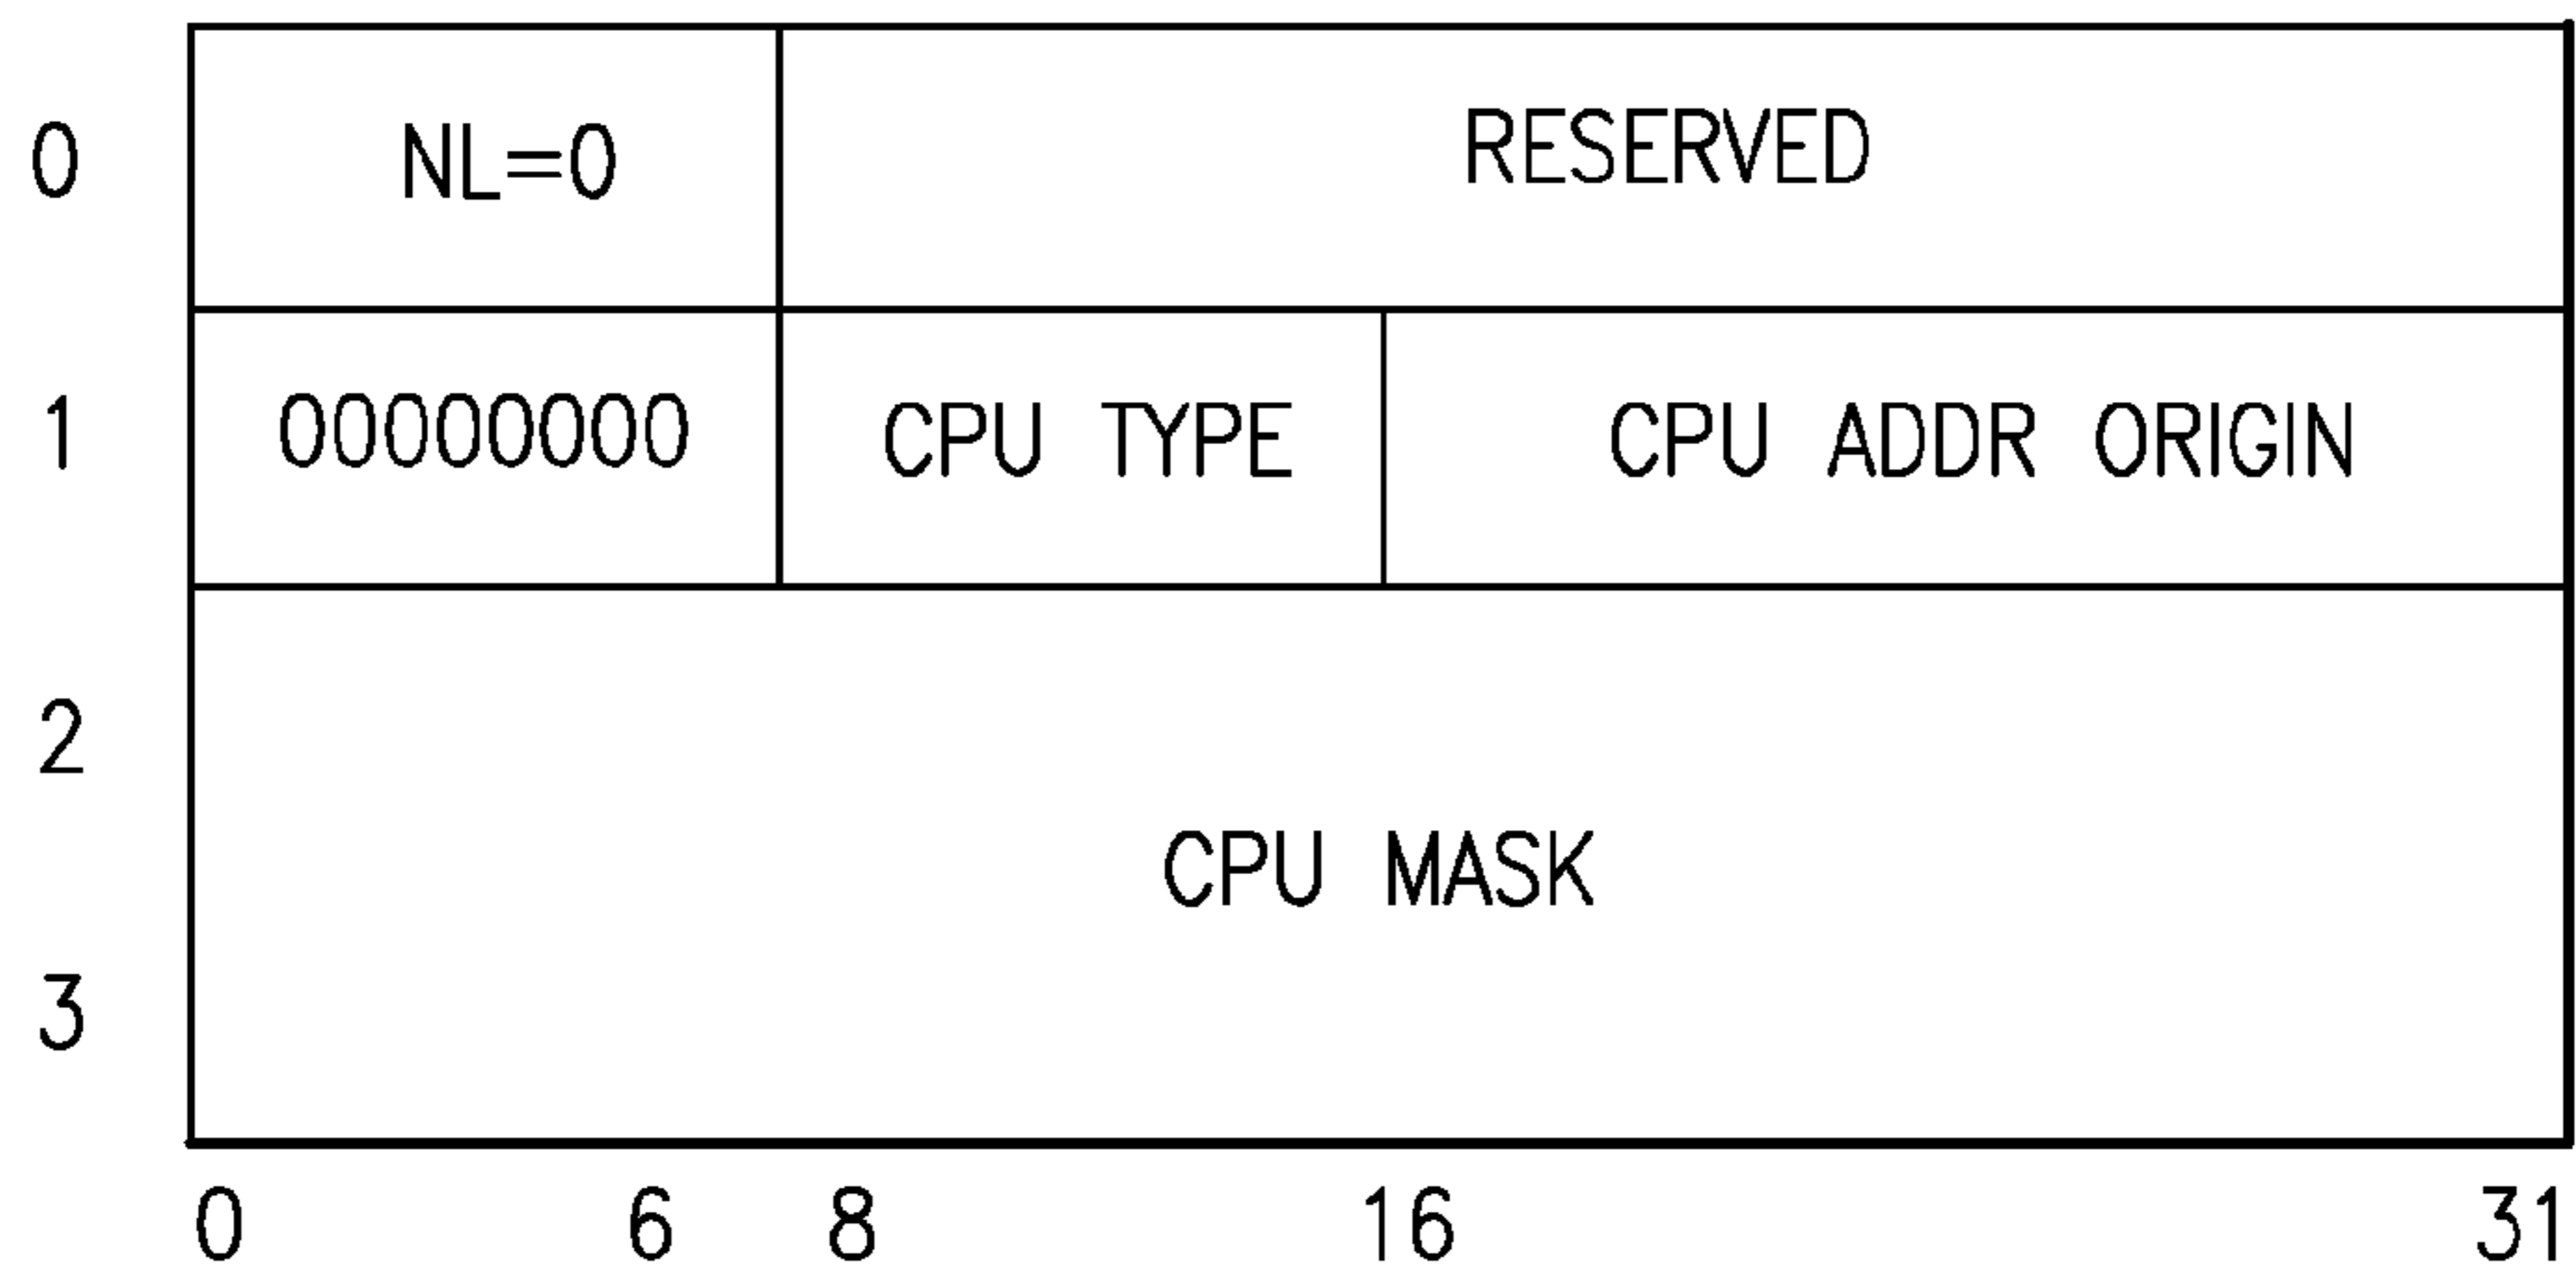 0 NL=0 RESERVED
1 00000000 CPU TYPE CPU ADDR ORIGIN
2
CPU MASK
3
0 6 8 16 31